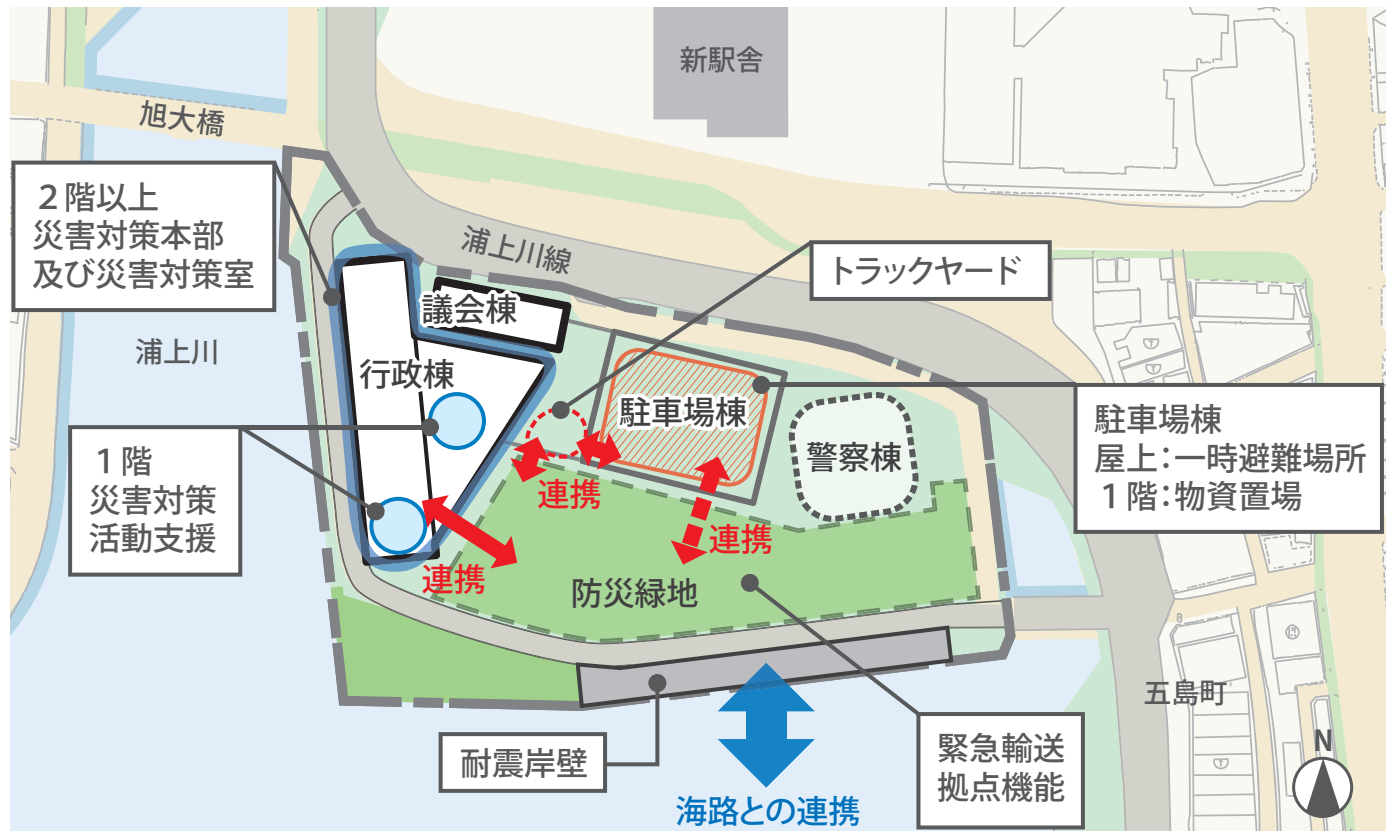 新駅舎
旭大橋
2階以上
災害対策本部
及び災害対策室
浦上川線
トラックヤード
議会棟
浦上川
行政棟
駐車場棟
駐車場棟
屋上：一時避難場所
1階：物資置場
警察棟
1階
災害対策
活動支援
連携
連携
連携
防災緑地
五島町
耐震岸壁
緊急輸送
拠点機能
N
海路との連携